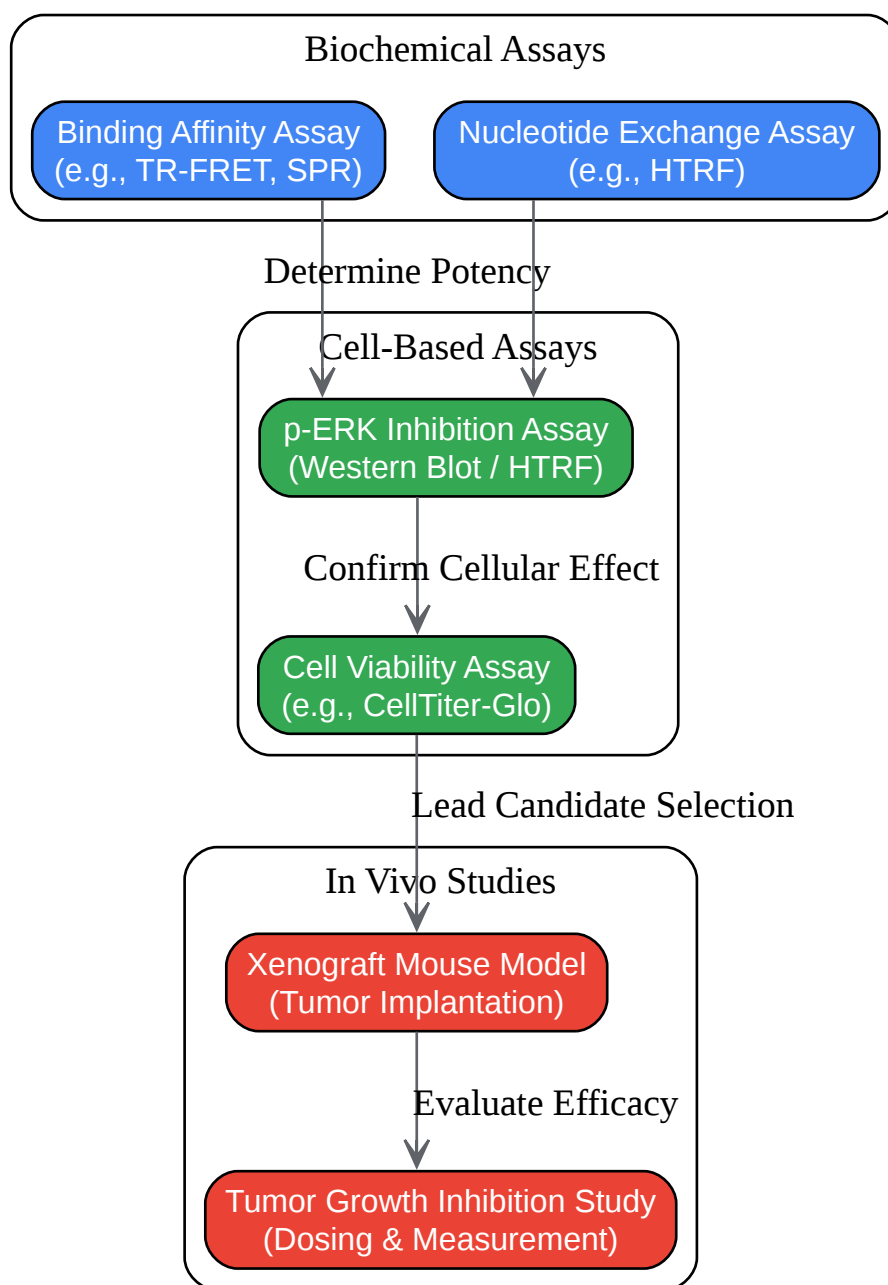 Biochemical Assays
Binding Affinity Assay
(e.g., TR-FRET, SPR)
Nucleotide Exchange Assay
(e.g., HTRF)
Determine Potency
Cell-Based Assays
p-ERK Inhibition Assay
(Western Blot / HTRF)
Confirm Cellular Effect
Cell Viability Assay
(e.g., CellTiter-Glo)
Lead Candidate Selection
In Vivo Studies
Xenograft Mouse Model
(Tumor Implantation)
Evaluate Efficacy
Tumor Growth Inhibition Study
(Dosing & Measurement)